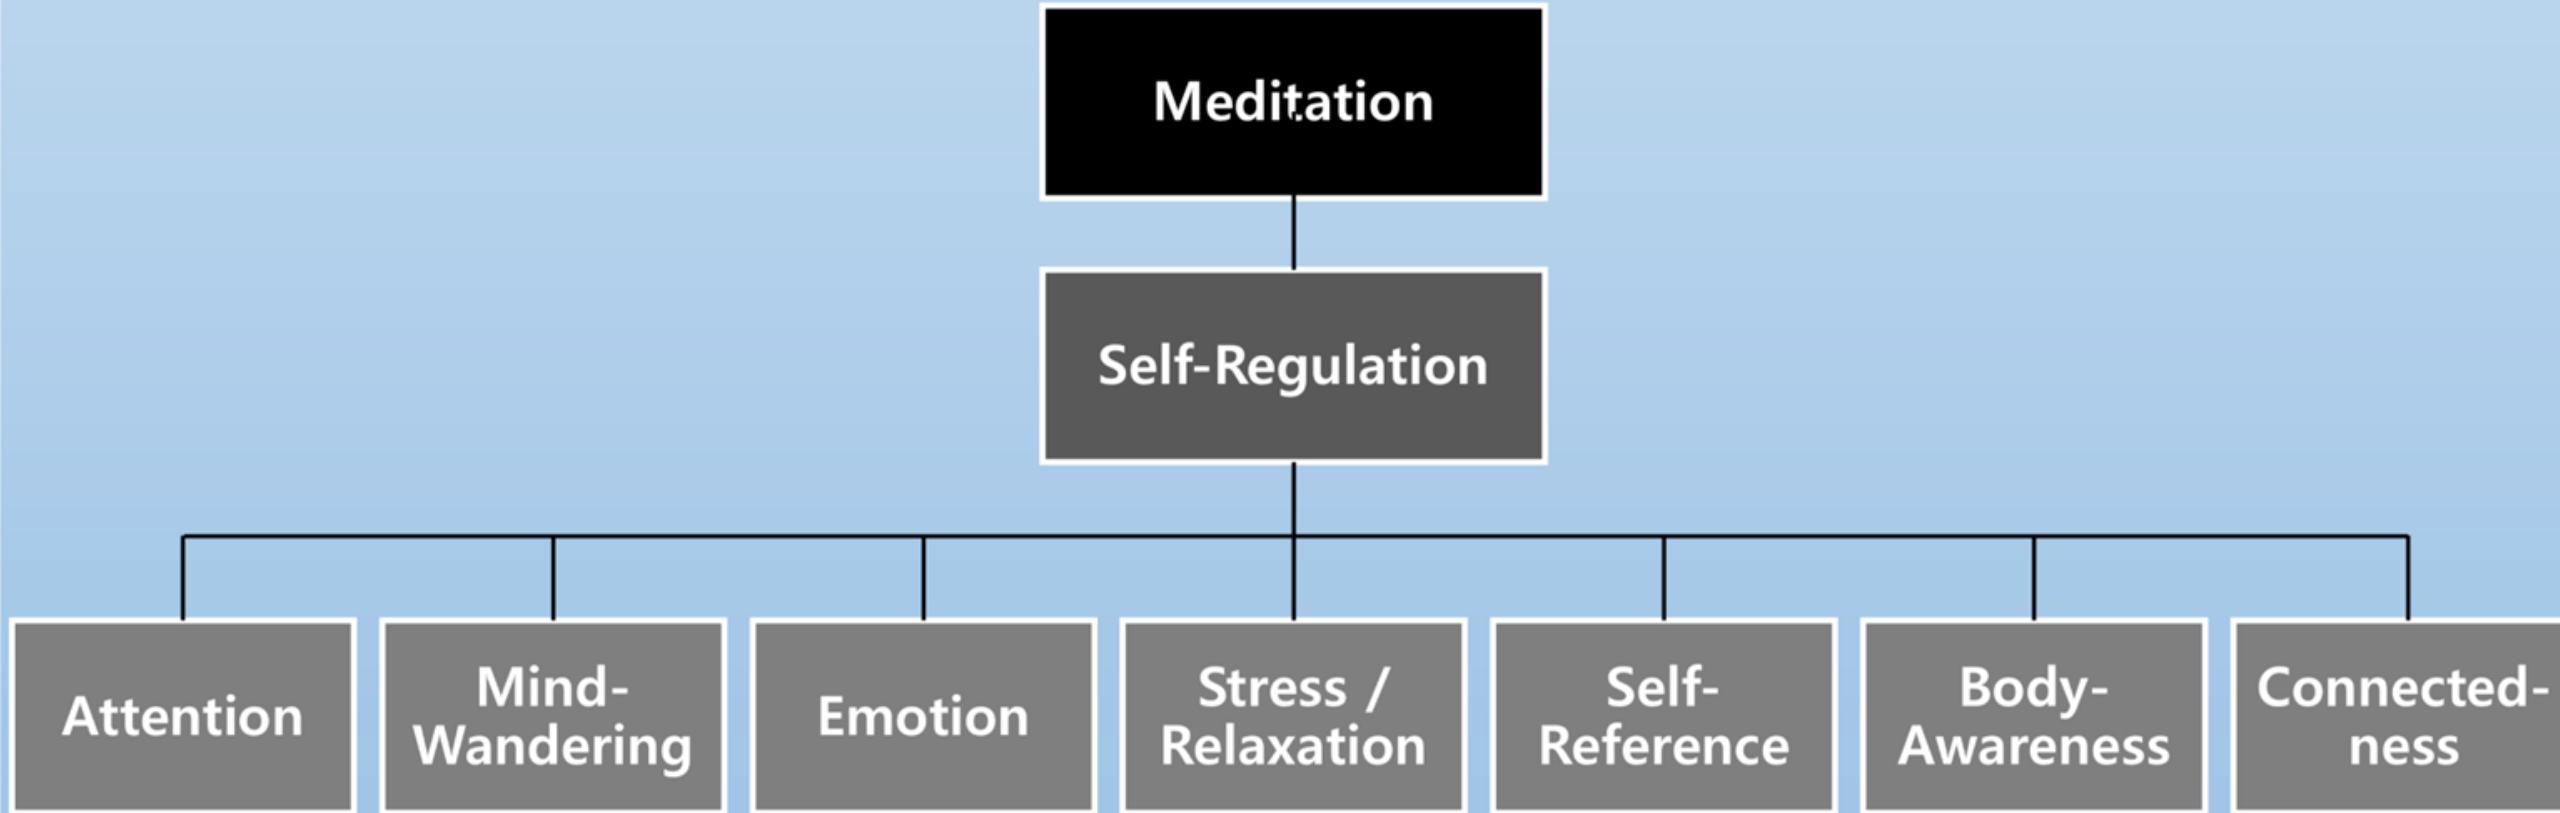 Meditation
Self-Regulation
Attention
Mind-
Wandering
Emotion
Stress /
Relaxation
Self-
Reference
Body-
Awareness
Connected-
ness